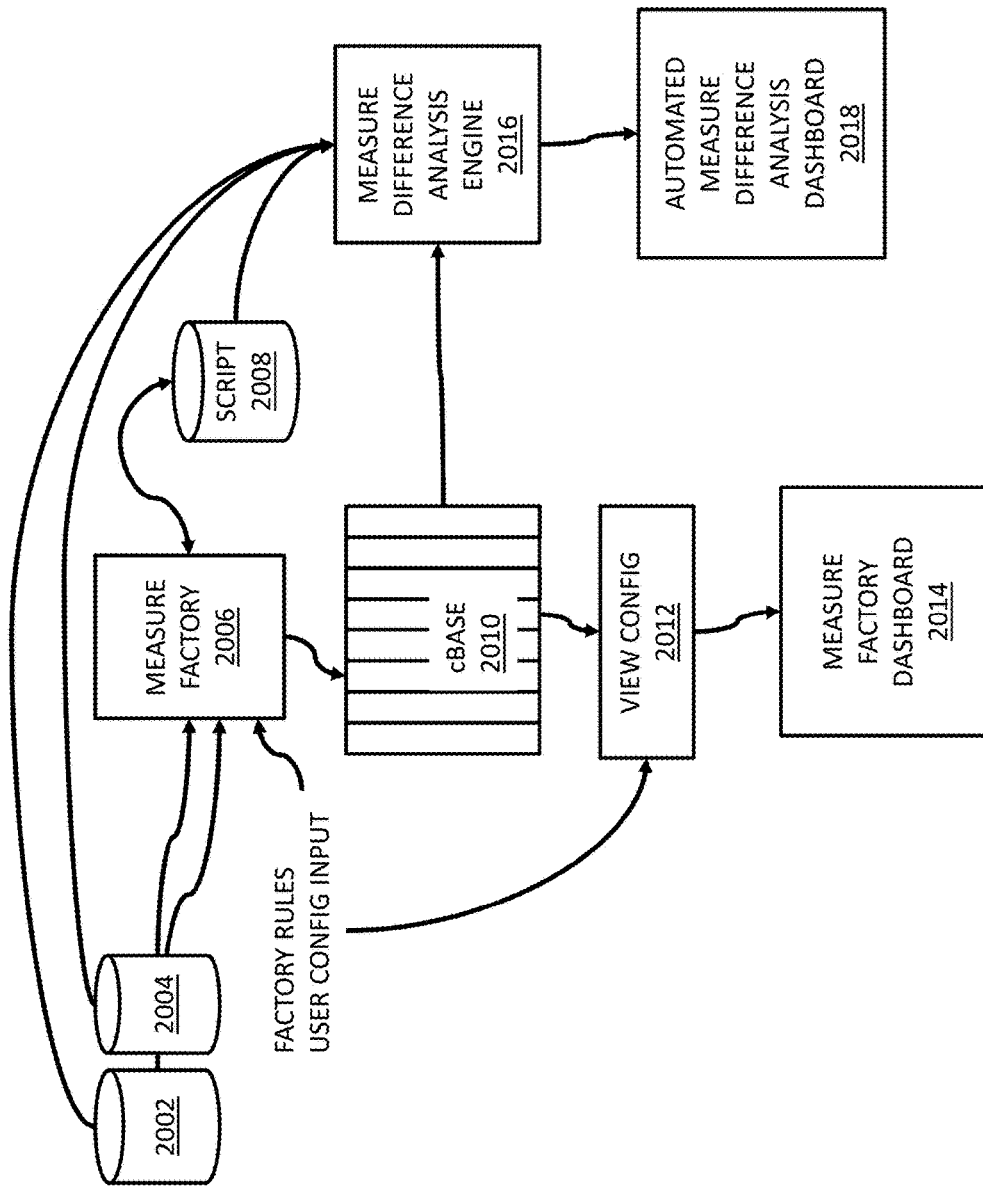 2002
2004
FACTORY RULES
USER CONFIG INPUT
MEASURE
FACTORY
2006
SCRIPT
2008
cBASE
2010
VIEW CONFIG
2012
MEASURE
FACTORY
DASHBOARD
2014
MEASURE
DIFFERENCE
ANALYSIS
ENGINE
2016
AUTOMATED
MEASURE
DIFFERENCE
ANALYSIS
DASHBOARD
2018